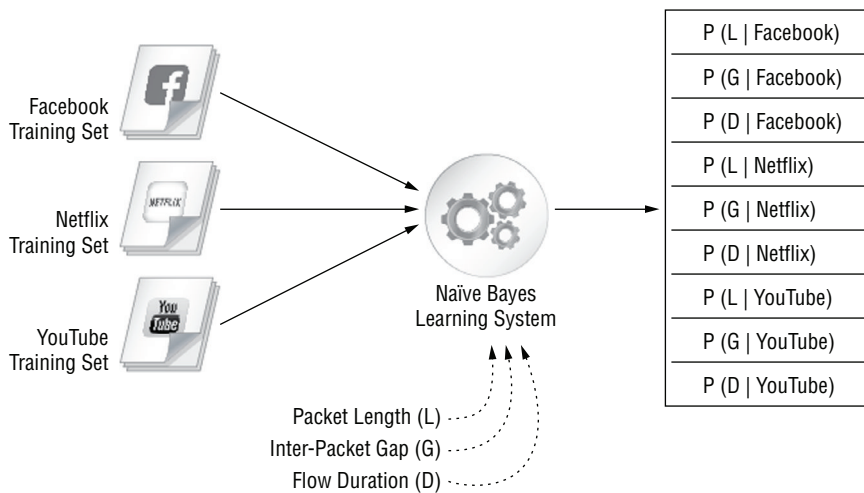 Facebook
Training Set
NETFLIX
Netflix
Training Set
You
Tube
YouTube
Training Set
Naïve Bayes
Learning System
Packet Length (L)
Inter-Packet Gap (G)
Flow Duration (D)
P (L | Facebook)
P (G | Facebook)
P (D | Facebook)
P (L | Netflix)
P (G | Netflix)
P (D | Netflix)
P (L | YouTube)
P (G | YouTube)
P (D | YouTube)